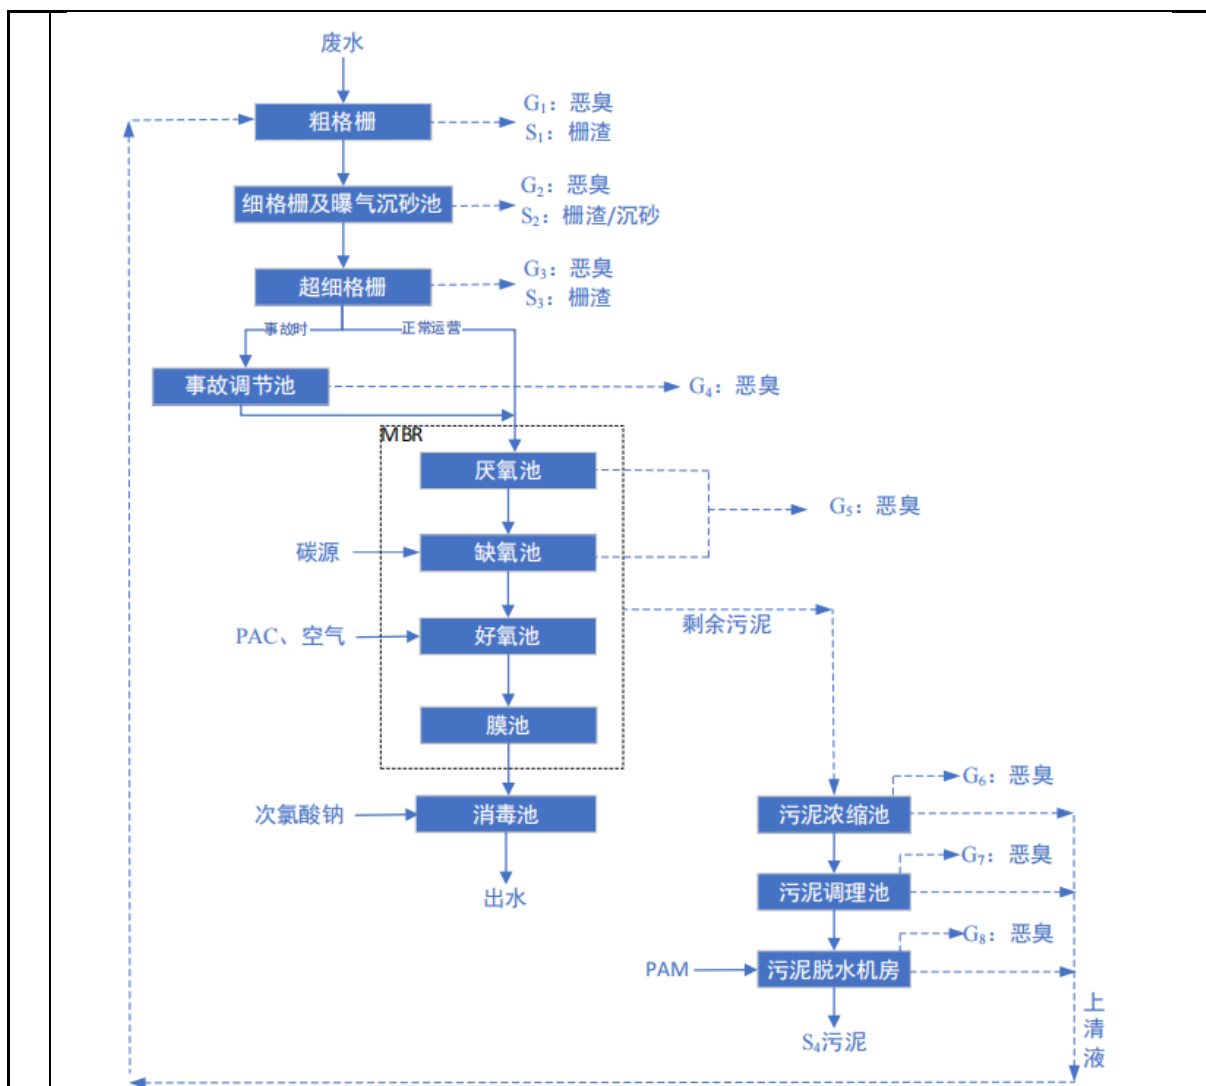 废水
粗格栅
G₁：恶臭
S₁：栅渣
细格栅及曝气沉砂池
G₂：恶臭
S₂：栅渣/沉砂
超细格栅
G₃：恶臭
S₃：栅渣
事故时
正常运营
事故调节池
G₄：恶臭
MBR
厌氧池
G₅：恶臭
碳源
缺氧池
PAC、空气
好氧池
剩余污泥
膜池
G₆：恶臭
次氯酸钠
消毒池
污泥浓缩池
G₇：恶臭
出水
污泥调理池
G₈：恶臭
PAM
污泥脱水机房
上清液
S₄污泥